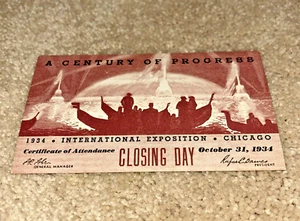 A CENTURY OF PROGRESS
1934 • INTERNATIONAL EXPOSITION • CHICAGO
Certificate of Attendance CLOSING DAY October 31, 1934
GENERAL MANAGER PRESIDENT